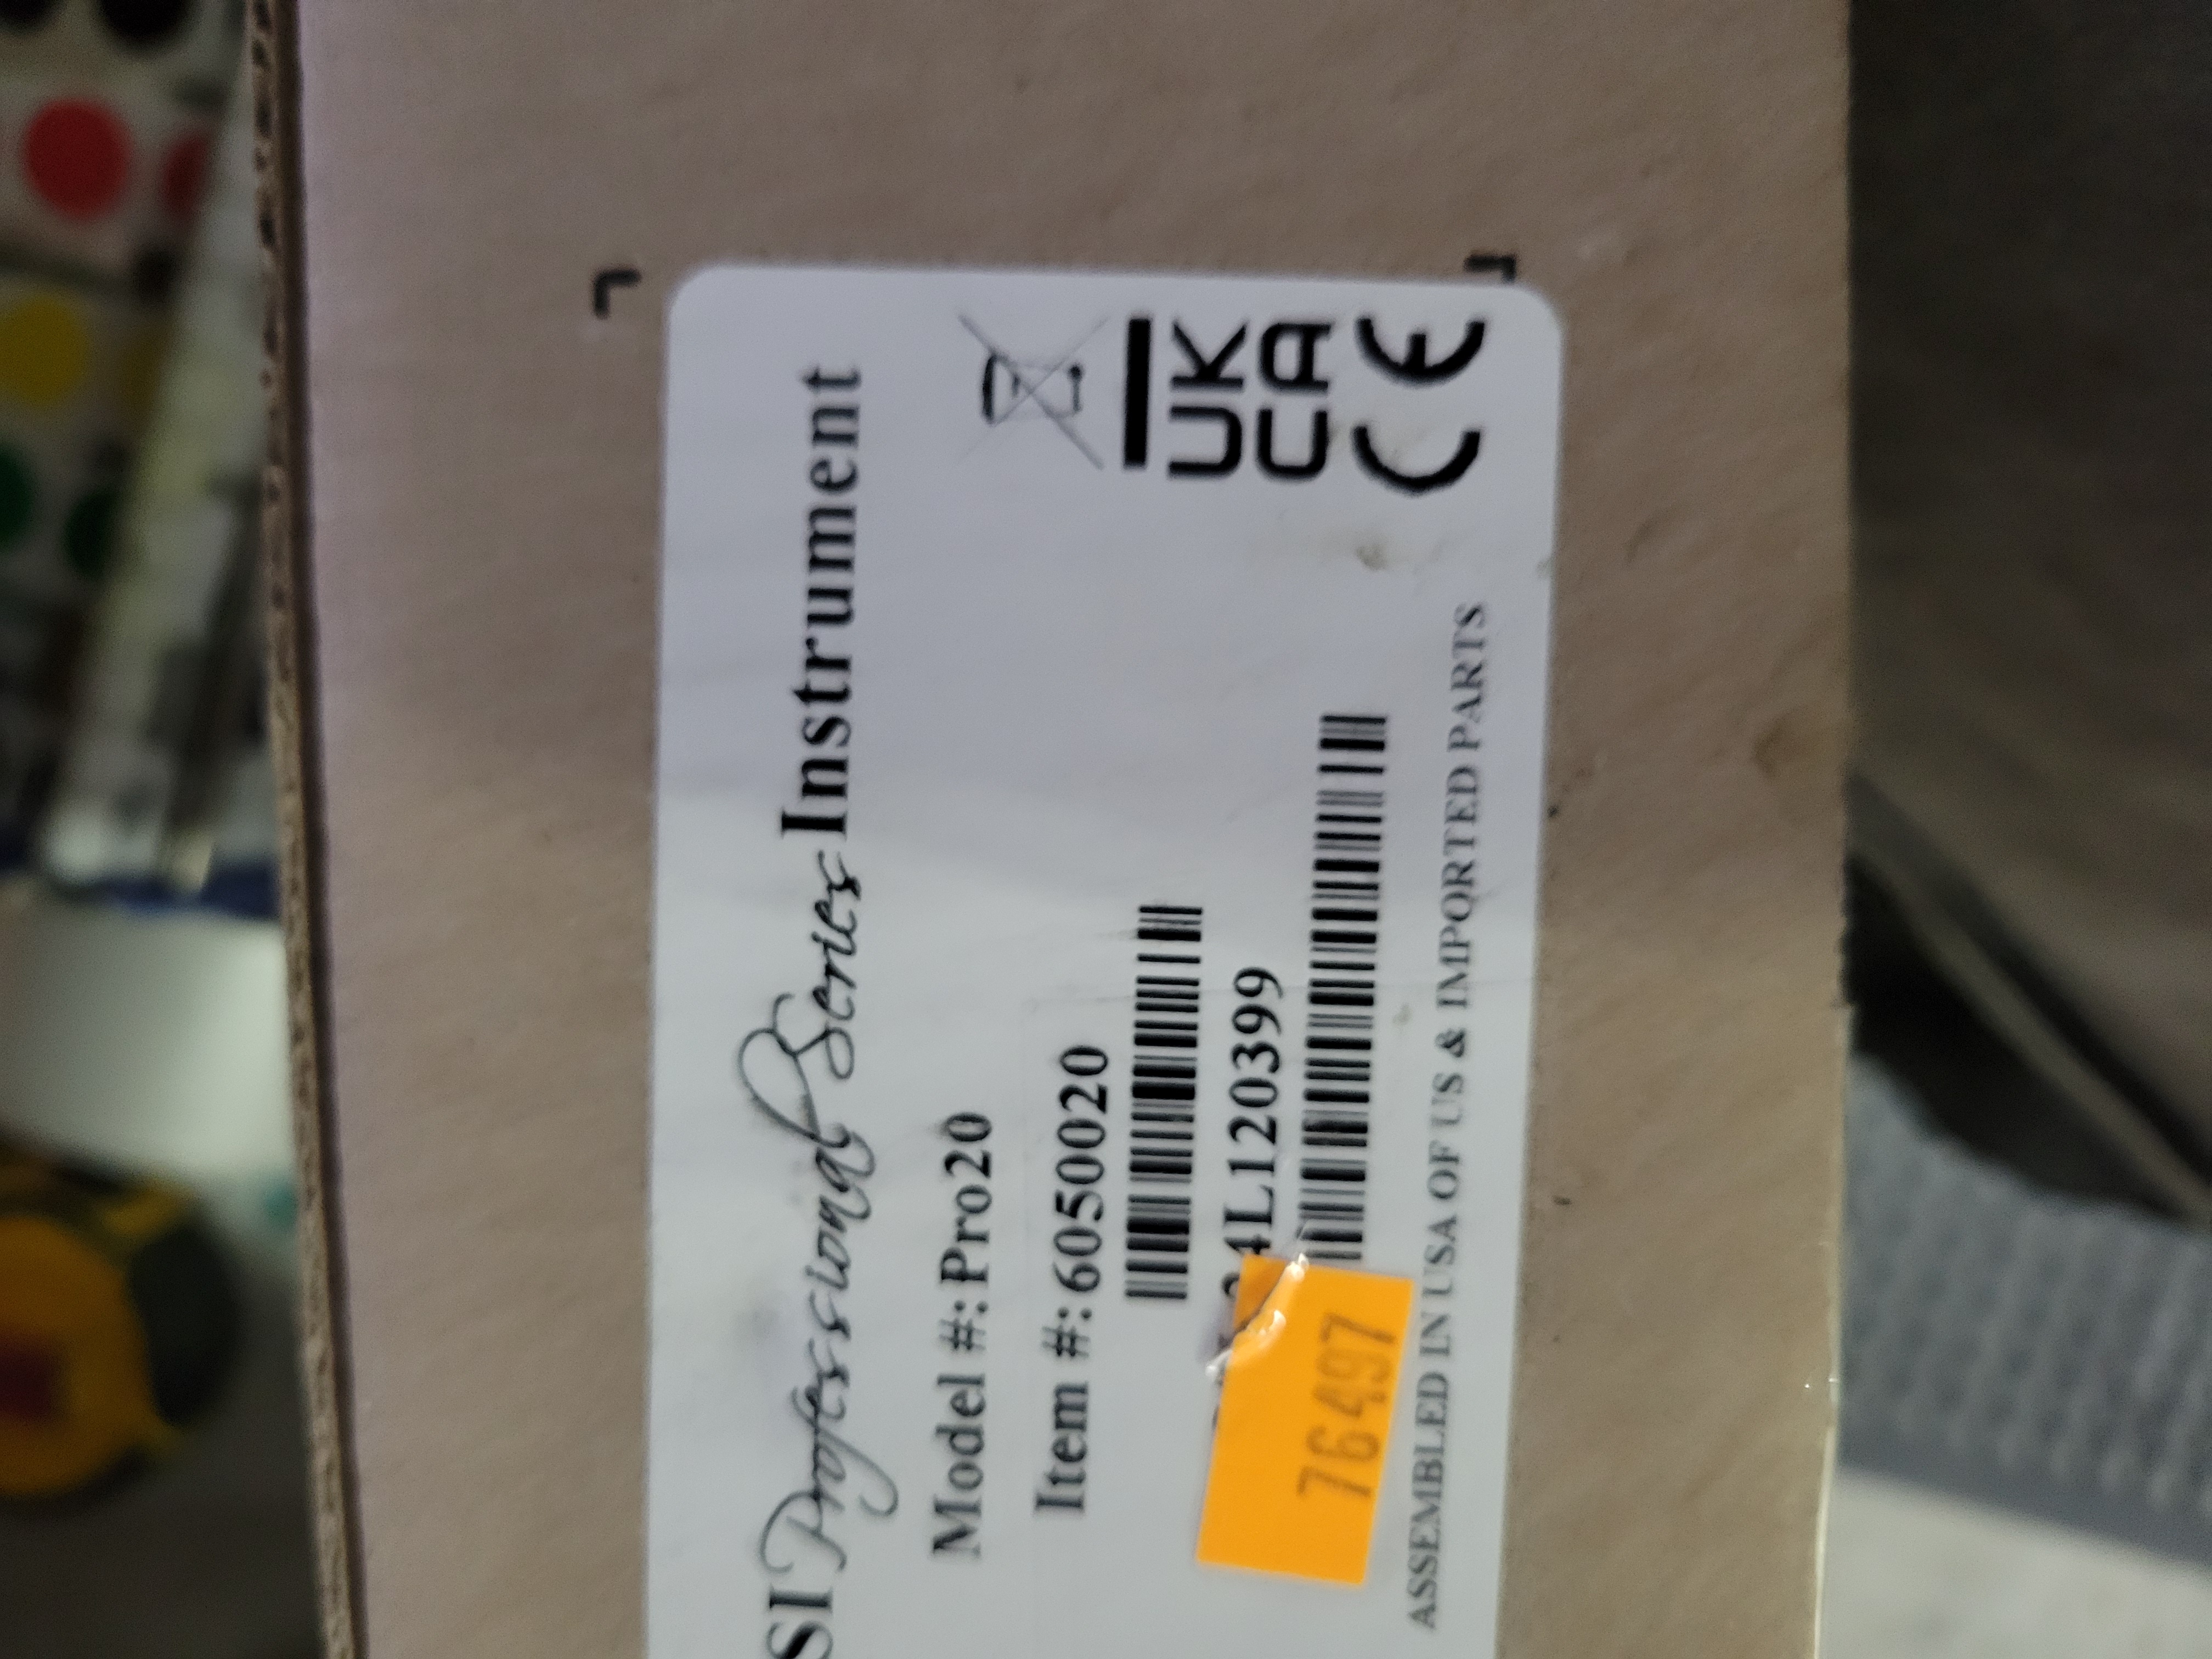 SI Professional Series Instrument
Model #: Pro20
Item #: 6050020
24L120399
76497
ASSEMBLED IN USA OF US & IMPORTED PARTS
UK
CA
CE